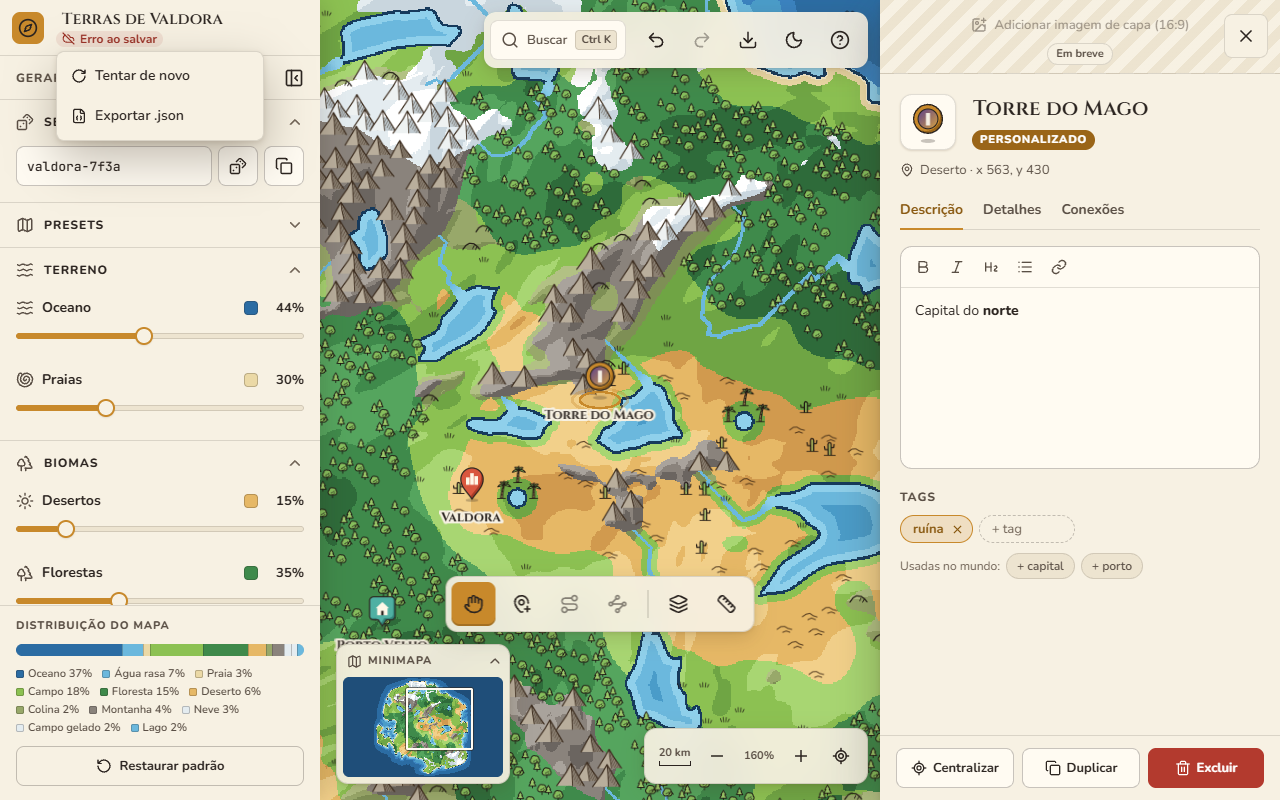 Terras de Valdora
Erro ao salvar
Tentar de novo
Exportar .json
valdora-7f3a
PRESETS
TERRENO
Oceano 44%
Praias 30%
BIOMAS
Desertos 15%
Florestas 35%
DISTRIBUIÇÃO DO MAPA
Oceano 37% Água rasa 7% Praia 3%
Campo 18% Floresta 15% Deserto 6%
Colina 2% Montanha 4% Neve 3%
Campo gelado 2% Lago 2%
Restaurar padrão
Buscar Ctrl K
Torre do Mago
Valdora
MINIMAPA
20 km
160%
Adicionar imagem de capa (16:9)
Em breve
Torre do Mago
PERSONALIZADO
Deserto · x 563, y 430
Descrição Detalhes Conexões
B I H2
Capital do norte
TAGS
ruína + tag
Usadas no mundo: + capital + porto
Centralizar Duplicar Excluir